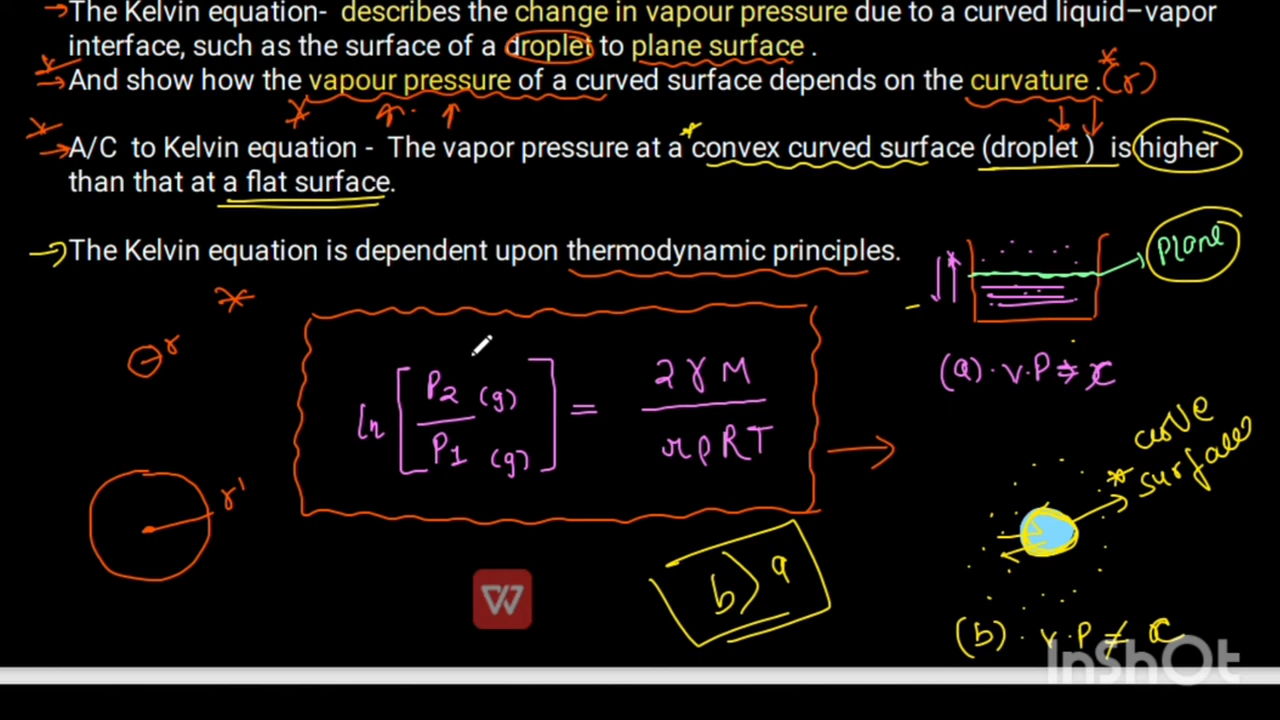 →The Kelvin equation- describes the change in vapour pressure due to a curved liquid–vapor
interface, such as the surface of a droplet to plane surface .
→And show how the vapour pressure of a curved surface depends on the curvature . (r)
→A/C to Kelvin equation - The vapor pressure at a convex curved surface (droplet ) is higher
than that at a flat surface.
→The Kelvin equation is dependent upon thermodynamic principles.
plane
r
ln [P2 (g) / P1 (g)] = 2γM / rρRT →
(a) . V.P ⇒ x
curve
surface
r'
b > a
(b) . V.P ≠ x
W
InShOt